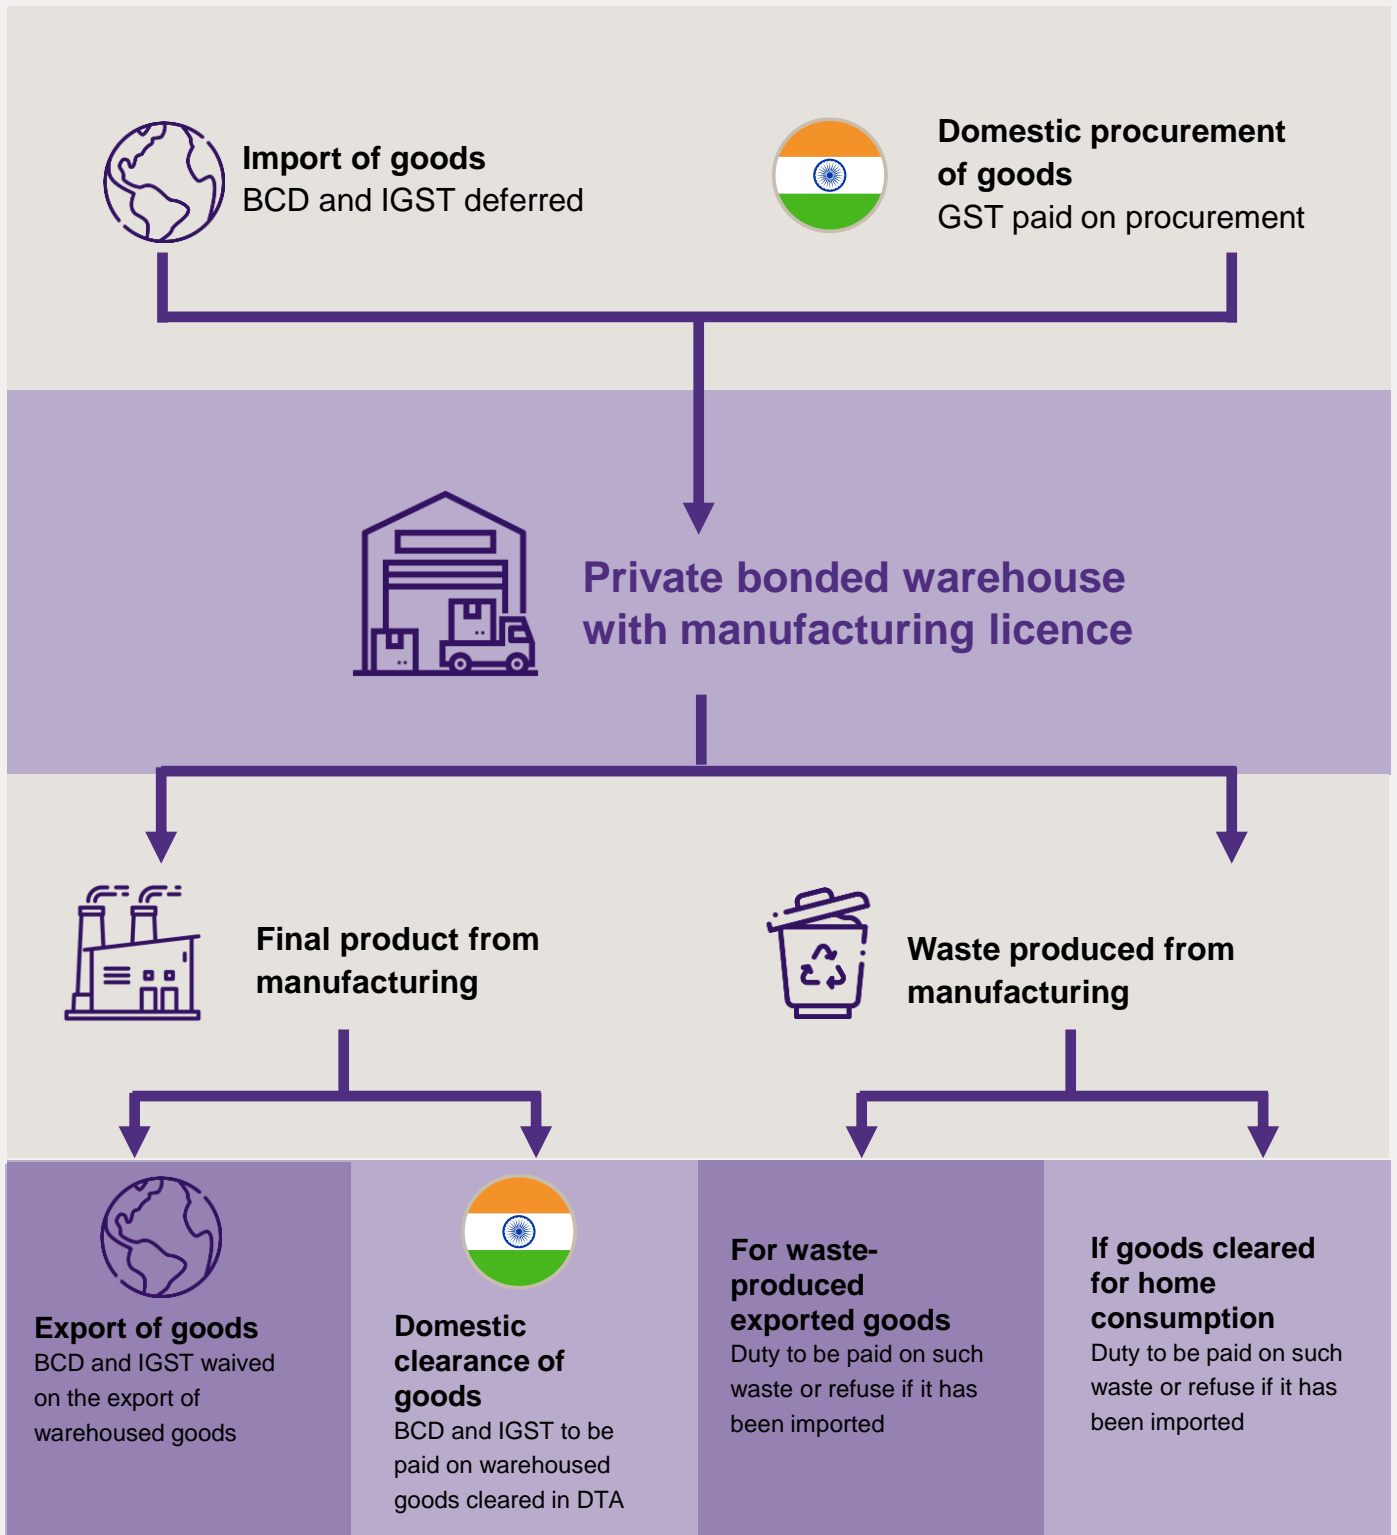 Import of goods
BCD and IGST deferred
Domestic procurement
of goods
GST paid on procurement
Private bonded warehouse
with manufacturing licence
Final product from
manufacturing
Waste produced from
manufacturing
Export of goods
BCD and IGST waived
on the export of
warehoused goods
Domestic
clearance of
goods
BCD and IGST to be
paid on warehoused
goods cleared in DTA
For waste-
produced
exported goods
Duty to be paid on such
waste or refuse if it has
been imported
If goods cleared
for home
consumption
Duty to be paid on such
waste or refuse if it has
been imported